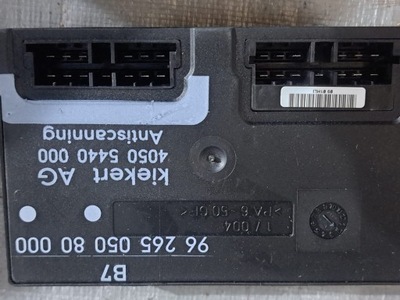 B7
96 265 050 80 000
kiekert AG
4050 5440 000
Antiscanning